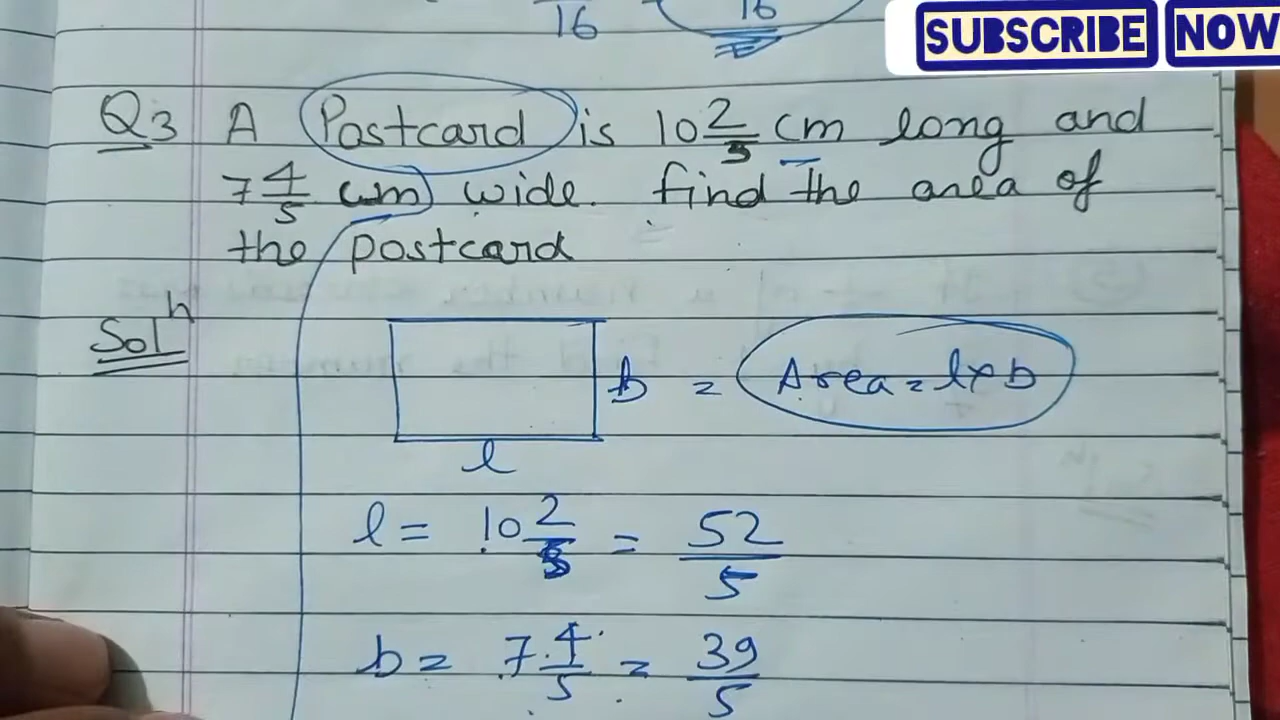 16 16
SUBSCRIBE NOW
Q3 A Postcard is 10 2/5 cm long and
7 4/5 cm wide. find the area of
the postcard
Solⁿ
b = Area = l×b
l
l = 10 2/5 = 52/5
b = 7 4/5 = 39/5